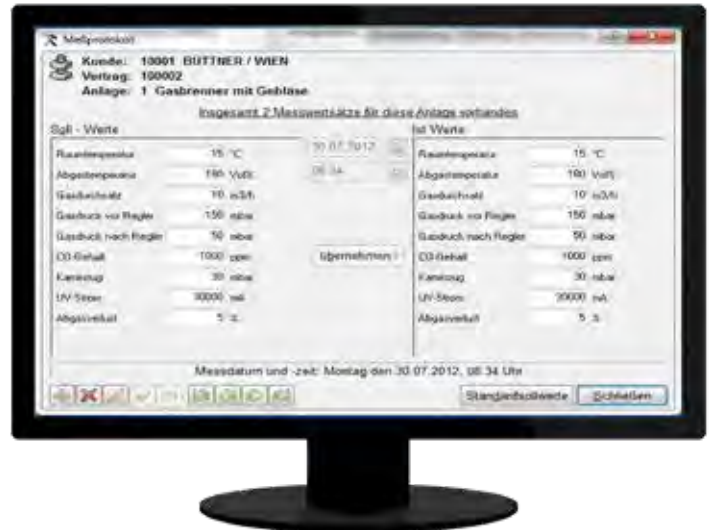 Meßprotokoll
Kunde: 10001 BÜTTNER / WIEN
Vertrag: 100002
Anlage: 1 Gasbrenner mit Gebläse
Insgesamt 2 Messwertsätze für diese Anlage vorhanden
Soll - Werte
Raumtemperatur 15 °C
Abgastemperatur 180 Vol%
Gasdurchsatz 10 m3/h
Gasdruck vor Regler 150 mbar
Gasdruck nach Regler 50 mbar
CO-Gehalt 1000 ppm
Kaminzug 30 mbar
UV-Strom 30000 mA
Abgasverlust 5 %
30.07.2012
08:34
übernehmen
Ist Werte
Raumtemperatur 15 °C
Abgastemperatur 180 Vol%
Gasdurchsatz 10 m3/h
Gasdruck vor Regler 150 mbar
Gasdruck nach Regler 50 mbar
CO-Gehalt 1000 ppm
Kaminzug 30 mbar
UV-Strom 30000 mA
Abgasverlust 5 %
Messdatum und -zeit: Montag den 30.07.2012, 08:34 Uhr
Standardsollwerte
Schließen